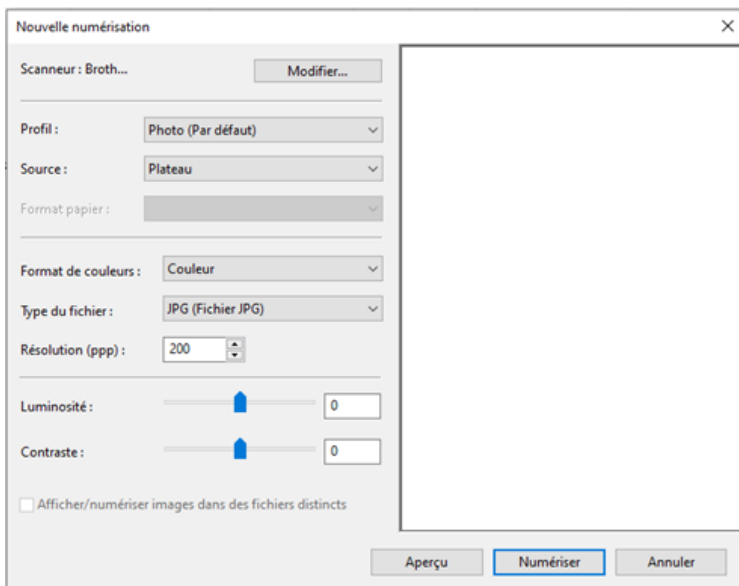 Nouvelle numérisation
Scanneur : Broth... Modifier...
Profil : Photo (Par défaut)
Source : Plateau
Format papier :
Format de couleurs : Couleur
Type du fichier : JPG (Fichier JPG)
Résolution (ppp) : 200
Luminosité : 0
Contraste : 0
Afficher/numériser images dans des fichiers distincts
Aperçu Numériser Annuler